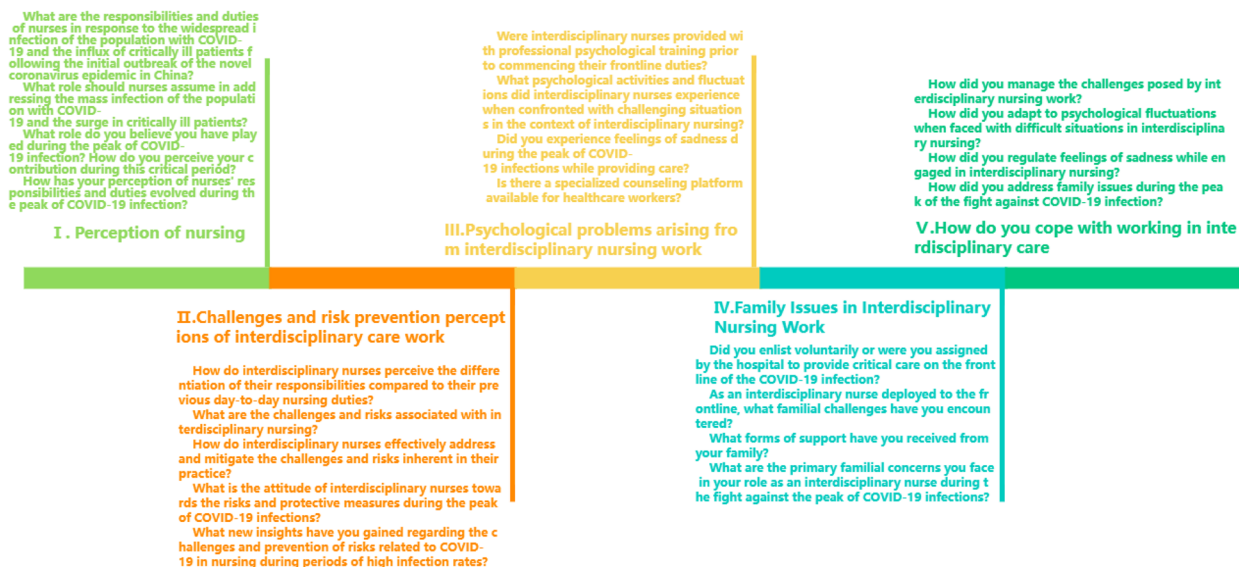 What are the responsibilities and duties
of nurses in response to the widespread i
nfection of the population with COVID-
19 and the influx of critically ill patients f
ollowing the initial outbreak of the novel
coronavirus epidemic in China?
What role should nurses assume in add
ressing the mass infection of the populati
on with COVID-
19 and the surge in critically ill patients?
What role do you believe you have play
ed during the peak of COVID-
19 infection? How do you perceive your c
ontribution during this critical period?
How has your perception of nurses' res
ponsibilities and duties evolved during th
e peak of COVID-19 infection?
Ⅰ. Perception of nursing
Ⅱ.Challenges and risk prevention percept
ions of interdisciplinary care work
How do interdisciplinary nurses perceive the differe
ntiation of their responsibilities compared to their pre
vious day-to-day nursing duties?
What are the challenges and risks associated with in
terdisciplinary nursing?
How do interdisciplinary nurses effectively address
and mitigate the challenges and risks inherent in their
practice?
What is the attitude of interdisciplinary nurses towa
rds the risks and protective measures during the peak
of COVID-19 infections?
What new insights have you gained regarding the c
hallenges and prevention of risks related to COVID-
19 in nursing during periods of high infection rates?
Were interdisciplinary nurses provided wi
th professional psychological training prior
to commencing their frontline duties?
What psychological activities and fluctuat
ions did interdisciplinary nurses experience
when confronted with challenging situation
s in the context of interdisciplinary nursing?
Did you experience feelings of sadness d
uring the peak of COVID-
19 infections while providing care?
Is there a specialized counseling platform
available for healthcare workers?
Ⅲ.Psychological problems arising fro
m interdisciplinary nursing work
Ⅳ.Family Issues in Interdisciplinary
Nursing Work
Did you enlist voluntarily or were you assigned
by the hospital to provide critical care on the front
line of the COVID-19 infection?
As an interdisciplinary nurse deployed to the fr
ontline, what familial challenges have you encoun
tered?
What forms of support have you received from
your family?
What are the primary familial concerns you face
in your role as an interdisciplinary nurse during t
he fight against the peak of COVID-19 infections?
How did you manage the challenges posed by int
erdisciplinary nursing work?
How did you adapt to psychological fluctuations
when faced with difficult situations in interdisciplina
ry nursing?
How did you regulate feelings of sadness while en
gaged in interdisciplinary nursing?
How did you address family issues during the pea
k of the fight against COVID-19 infection?
Ⅴ.How do you cope with working in inte
rdisciplinary care